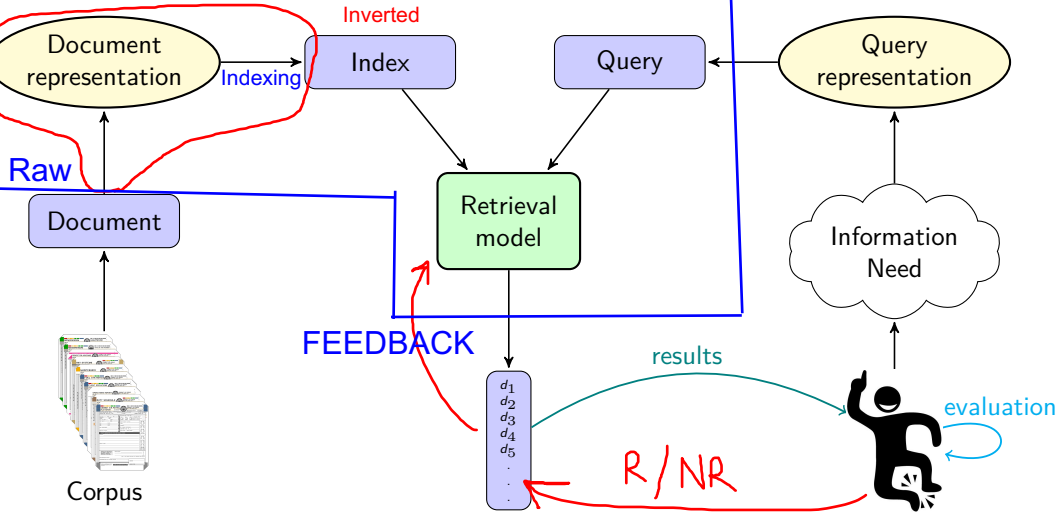 Inverted
Document
representation
Indexing
Index
Query
Query
representation
Raw
Document
Retrieval
model
Information
Need
FEEDBACK
results
d1
d2
d3
d4
d5
.
.
.
evaluation
R/NR
Corpus